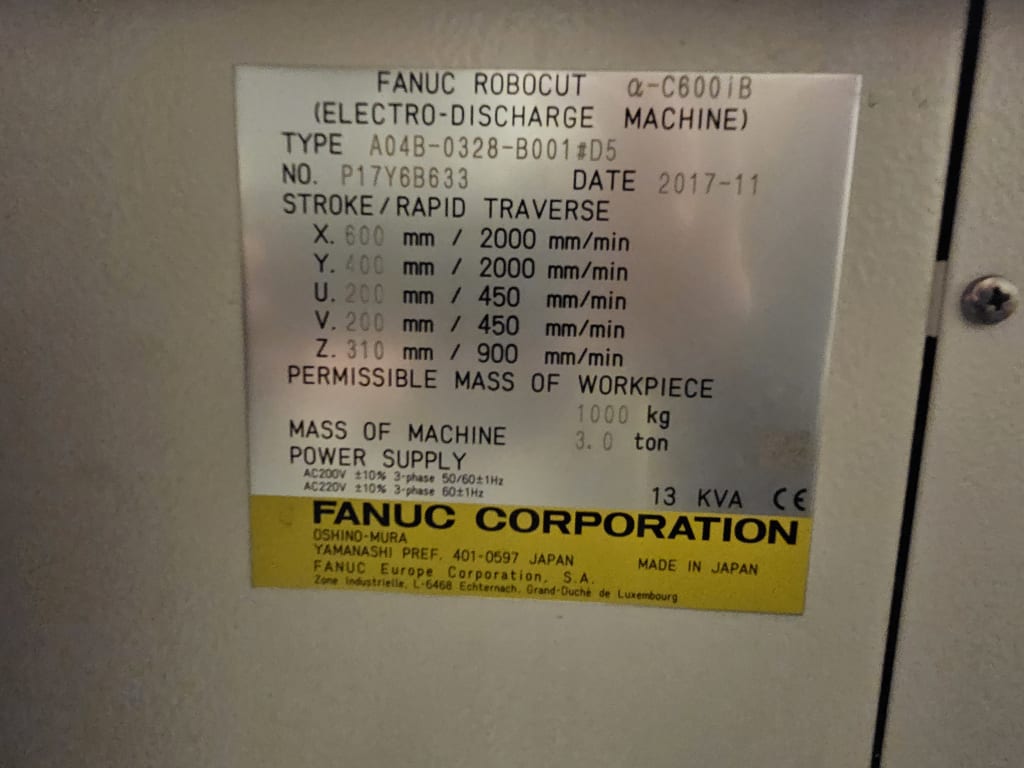 FANUC ROBOCUT α-C600iB
(ELECTRO-DISCHARGE MACHINE)
TYPE A04B-0328-B001#D5
NO. P17Y6B633 DATE 2017-11
STROKE/RAPID TRAVERSE
X. 600 mm / 2000 mm/min
Y. 400 mm / 2000 mm/min
U. 200 mm / 450 mm/min
V. 200 mm / 450 mm/min
Z. 310 mm / 900 mm/min
PERMISSIBLE MASS OF WORKPIECE
1000 kg
MASS OF MACHINE 3.0 ton
POWER SUPPLY
AC200V ±10% 3-phase 50/60±1Hz
AC220V ±10% 3-phase 60±1Hz
13 KVA CE
FANUC CORPORATION
OSHINO-MURA
YAMANASHI PREF. 401-0597 JAPAN MADE IN JAPAN
FANUC Europe Corporation, S.A.
Zone Industrielle, L-6468 Echternach, Grand-Duché de Luxembourg